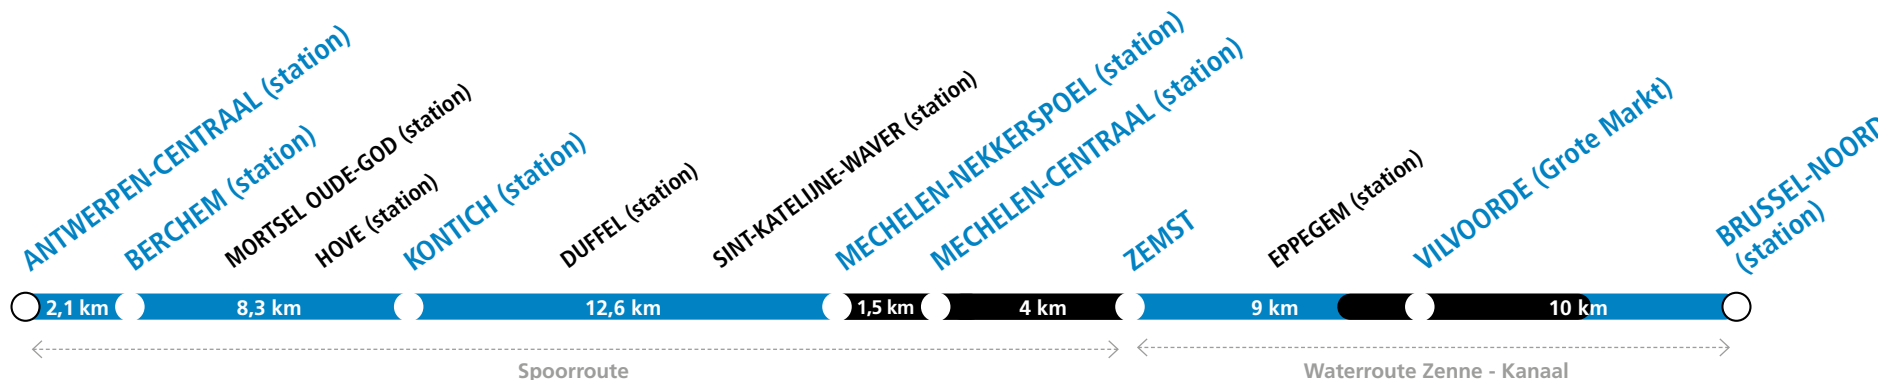 ANTWERPEN-CENTRAAL (station)
BERCHEM (station)
MORTSEL OUDE-GOD (station)
HOVE (station)
KONTICH (station)
DUFFEL (station)
SINT-KATELIJNE-WAVER (station)
MECHELEN-NEKKERSPOEL (station)
MECHELEN-CENTRAAL (station)
ZEMST
EPPEGEM (station)
VILVOORDE (Grote Markt)
BRUSSEL-NOORD
(station)
2,1 km
8,3 km
12,6 km
1,5 km
4 km
9 km
10 km
Spoorroute
Waterroute Zenne - Kanaal